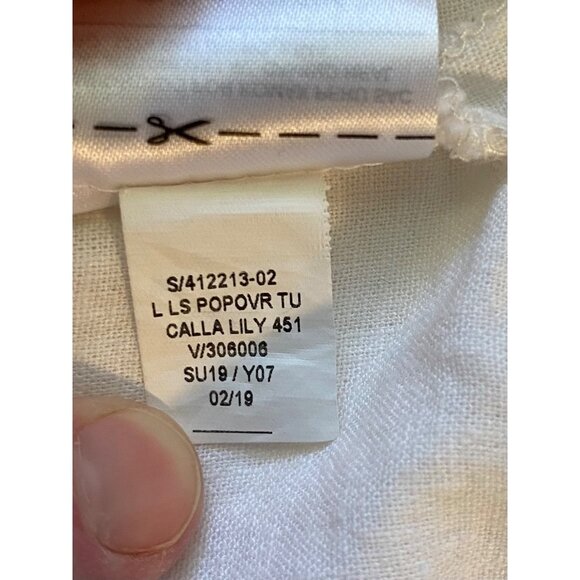 S/412213-02
L LS POPOVR TU
CALLA LILY 451
V/306006
SU19 / Y07
02/19